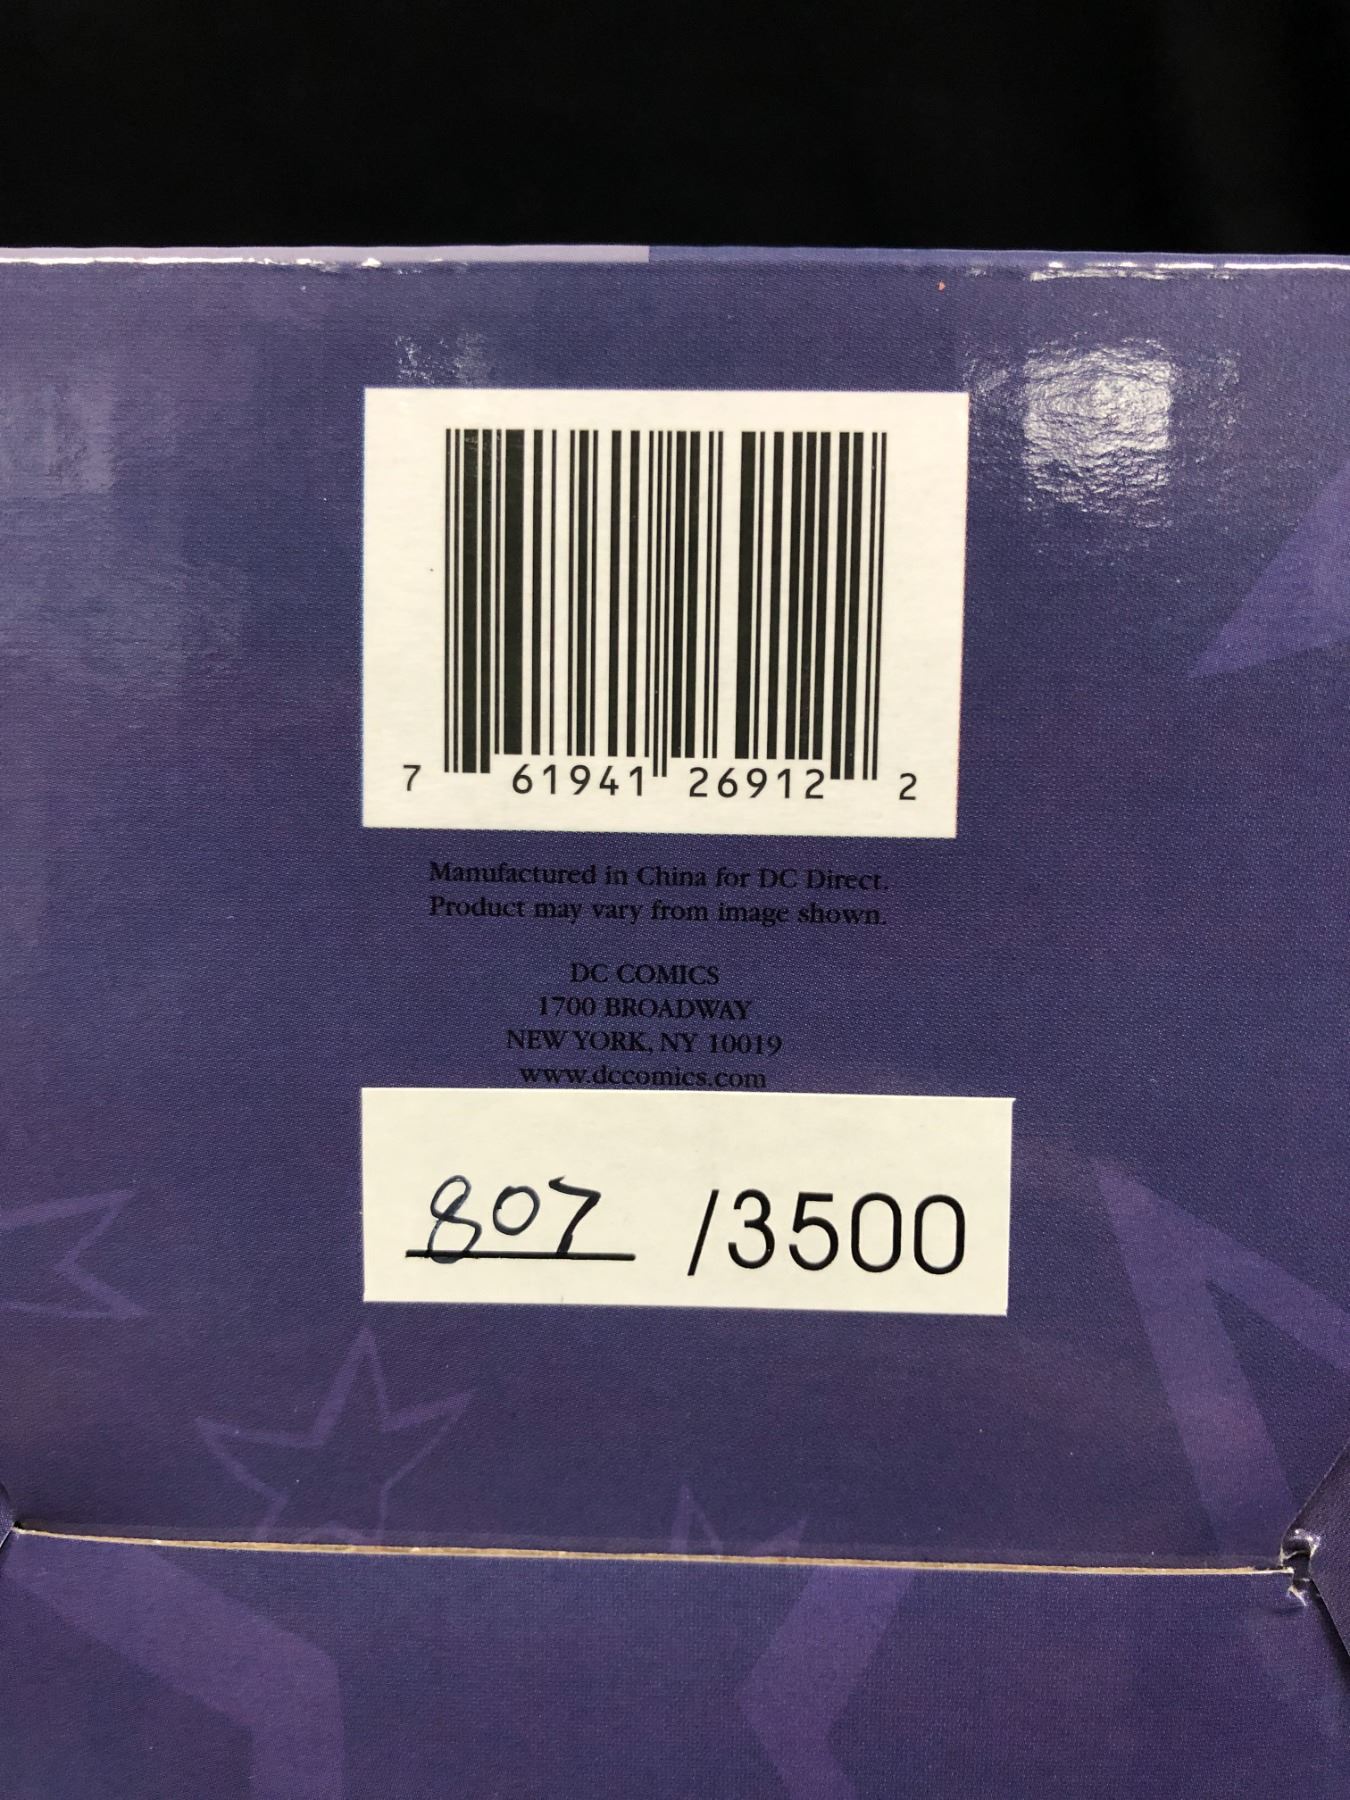 7 61941 26912 2
Manufactured in China for DC Direct.
Product may vary from image shown.
DC COMICS
1700 BROADWAY
NEW YORK, NY 10019
www.dccomics.com
807 /3500